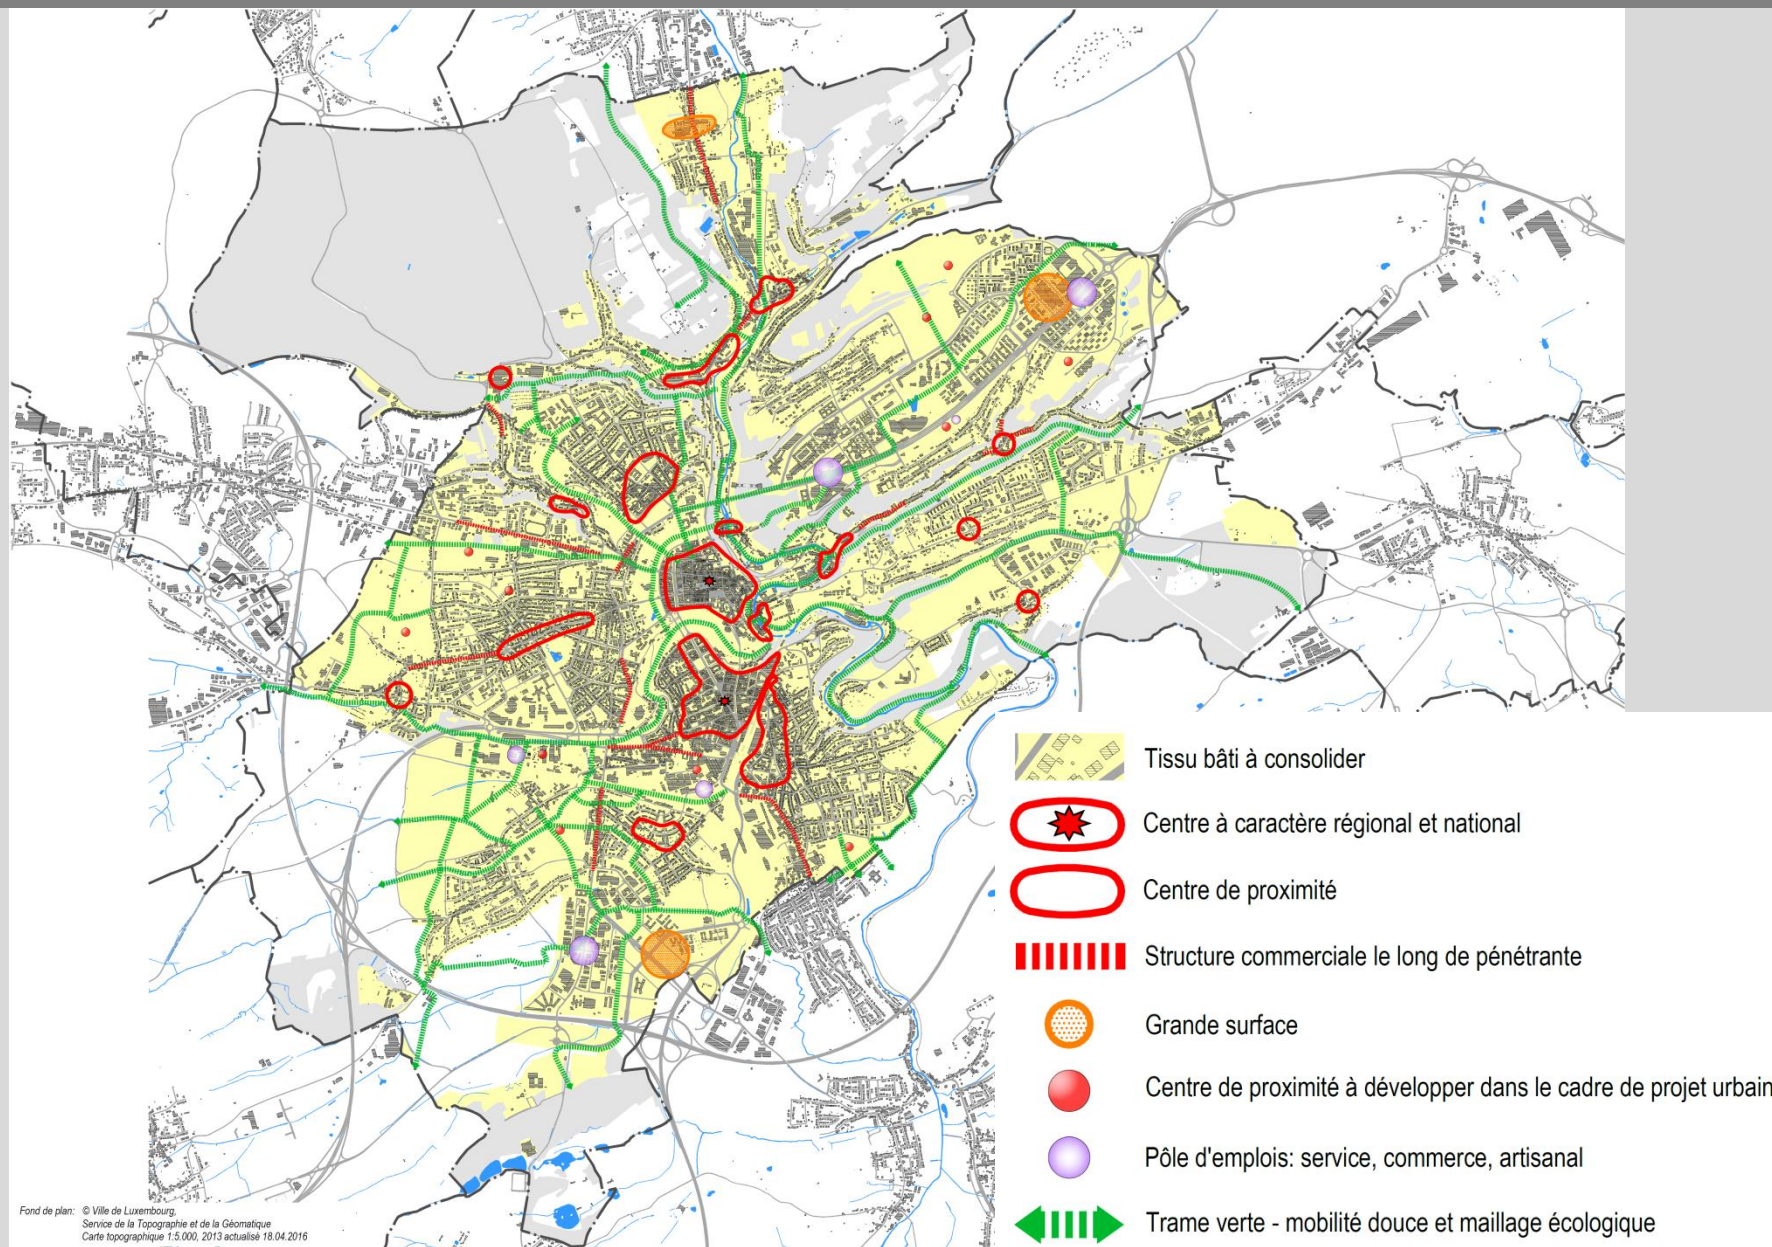 Tissu bâti à consolider
Centre à caractère régional et national
Centre de proximité
Structure commerciale le long de pénétrante
Grande surface
Centre de proximité à développer dans le cadre de projet urbain
Pôle d'emplois: service, commerce, artisanal
Trame verte - mobilité douce et maillage écologique
Fond de plan: © Ville de Luxembourg,
Service de la Topographie et de la Géomatique
Carte topographique 1:5.000, 2013 actualisé 18.04.2016